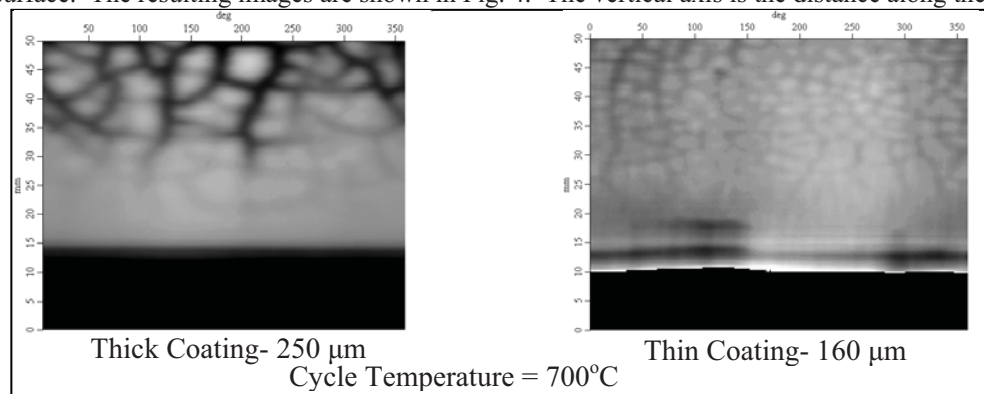 surface. The resulting images are shown in Fig. 4. The vertical axis is the distance along the
deg
50 100 150 200 250 300 350
50
45
40
35
30
25
20
15
10
5
0
mm
deg
0 50 100 150 200 250 300 350
50
45
40
35
30
25
20
15
10
5
0
mm
Thick Coating- 250 μm
Thin Coating- 160 μm
Cycle Temperature = 700°C